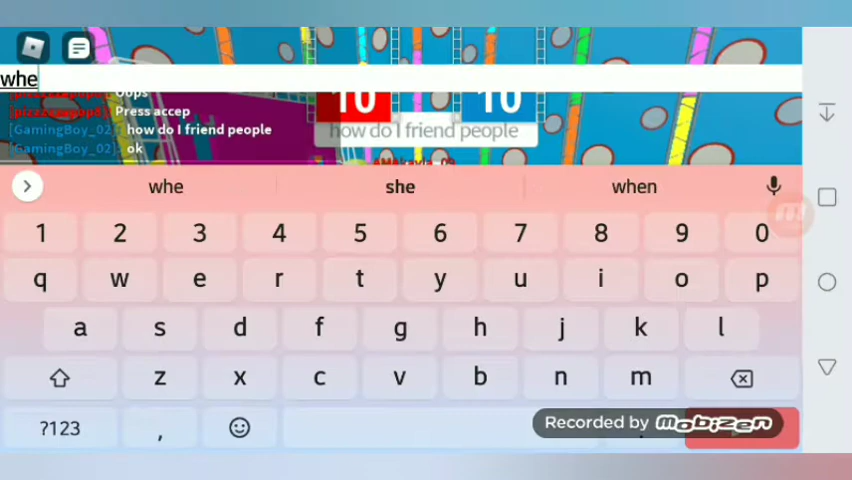 whe
Oops
Press accep
[GamingBoy_02]: how do I friend people
[GamingBoy_02]: ok
10
10
how do I friend people
whe she when
1 2 3 4 5 6 7 8 9 0
q w e r t y u i o p
a s d f g h j k l
z x c v b n m
?123 , .
Recorded by mobizen